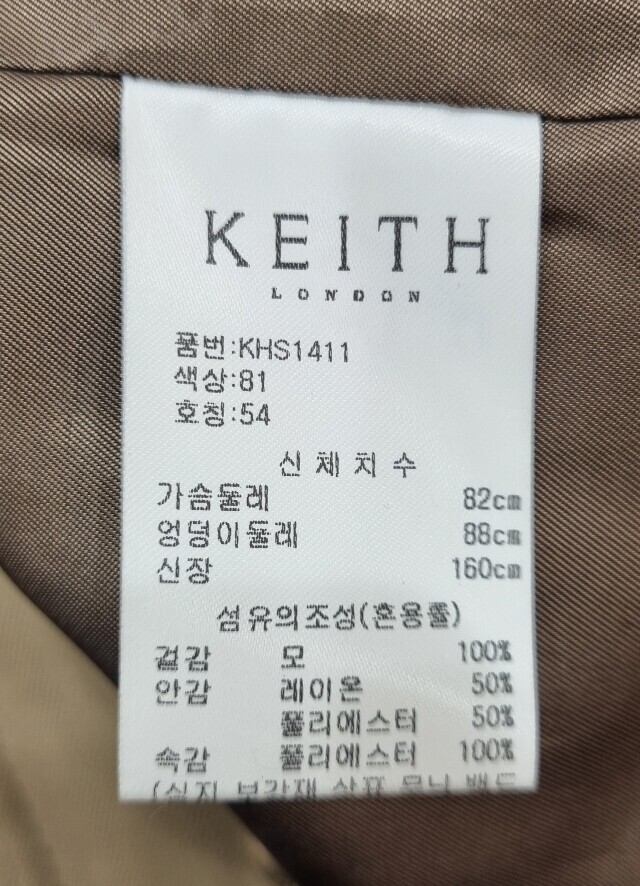 KEITH
LONDON
품번:KHS1411
색상:81
호칭:54
신체치수
가슴둘레 82cm
엉덩이둘레 88cm
신장 160cm
섬유의조성(혼용률)
겉감 모 100%
안감 레이온 50%
폴리에스터 50%
속감 폴리에스터 100%